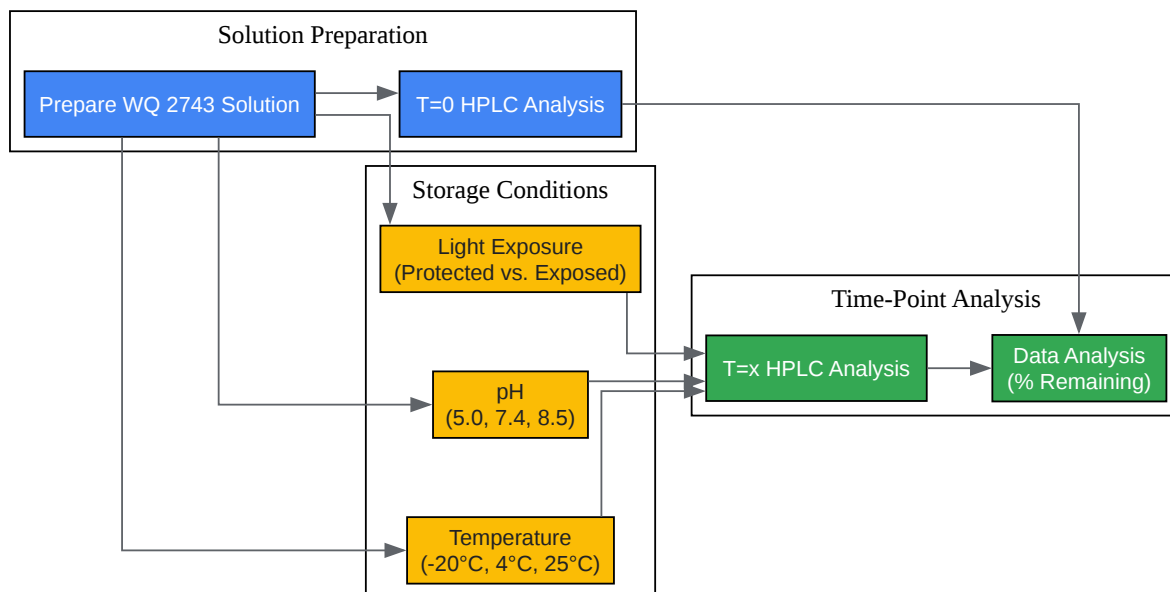 Solution Preparation
Prepare WQ 2743 Solution
T=0 HPLC Analysis
Storage Conditions
Light Exposure
(Protected vs. Exposed)
Time-Point Analysis
T=x HPLC Analysis
Data Analysis
(% Remaining)
pH
(5.0, 7.4, 8.5)
Temperature
(-20°C, 4°C, 25°C)